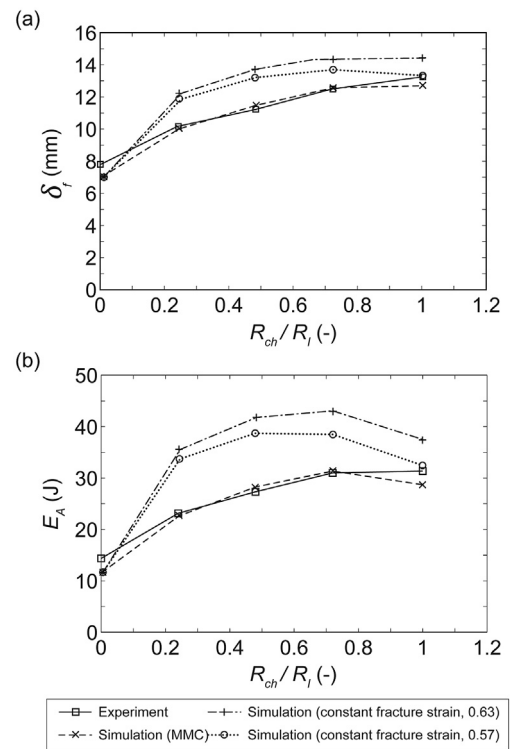 (a)
16
14
12
10
8
6
4
2
0
δf (mm)
0 0.2 0.4 0.6 0.8 1 1.2
Rch / Rl (-)
(b)
50
40
30
20
10
0
EA (J)
0 0.2 0.4 0.6 0.8 1 1.2
Rch / Rl (-)
Experiment Simulation (constant fracture strain, 0.63)
Simulation (MMC) Simulation (constant fracture strain, 0.57)